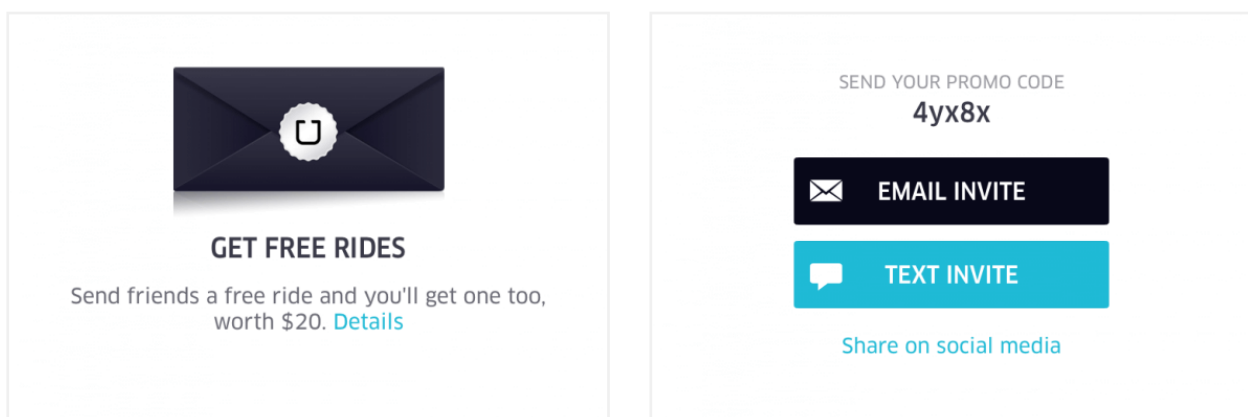 GET FREE RIDES
Send friends a free ride and you'll get one too,
worth $20. Details
SEND YOUR PROMO CODE
4yx8x
EMAIL INVITE
TEXT INVITE
Share on social media